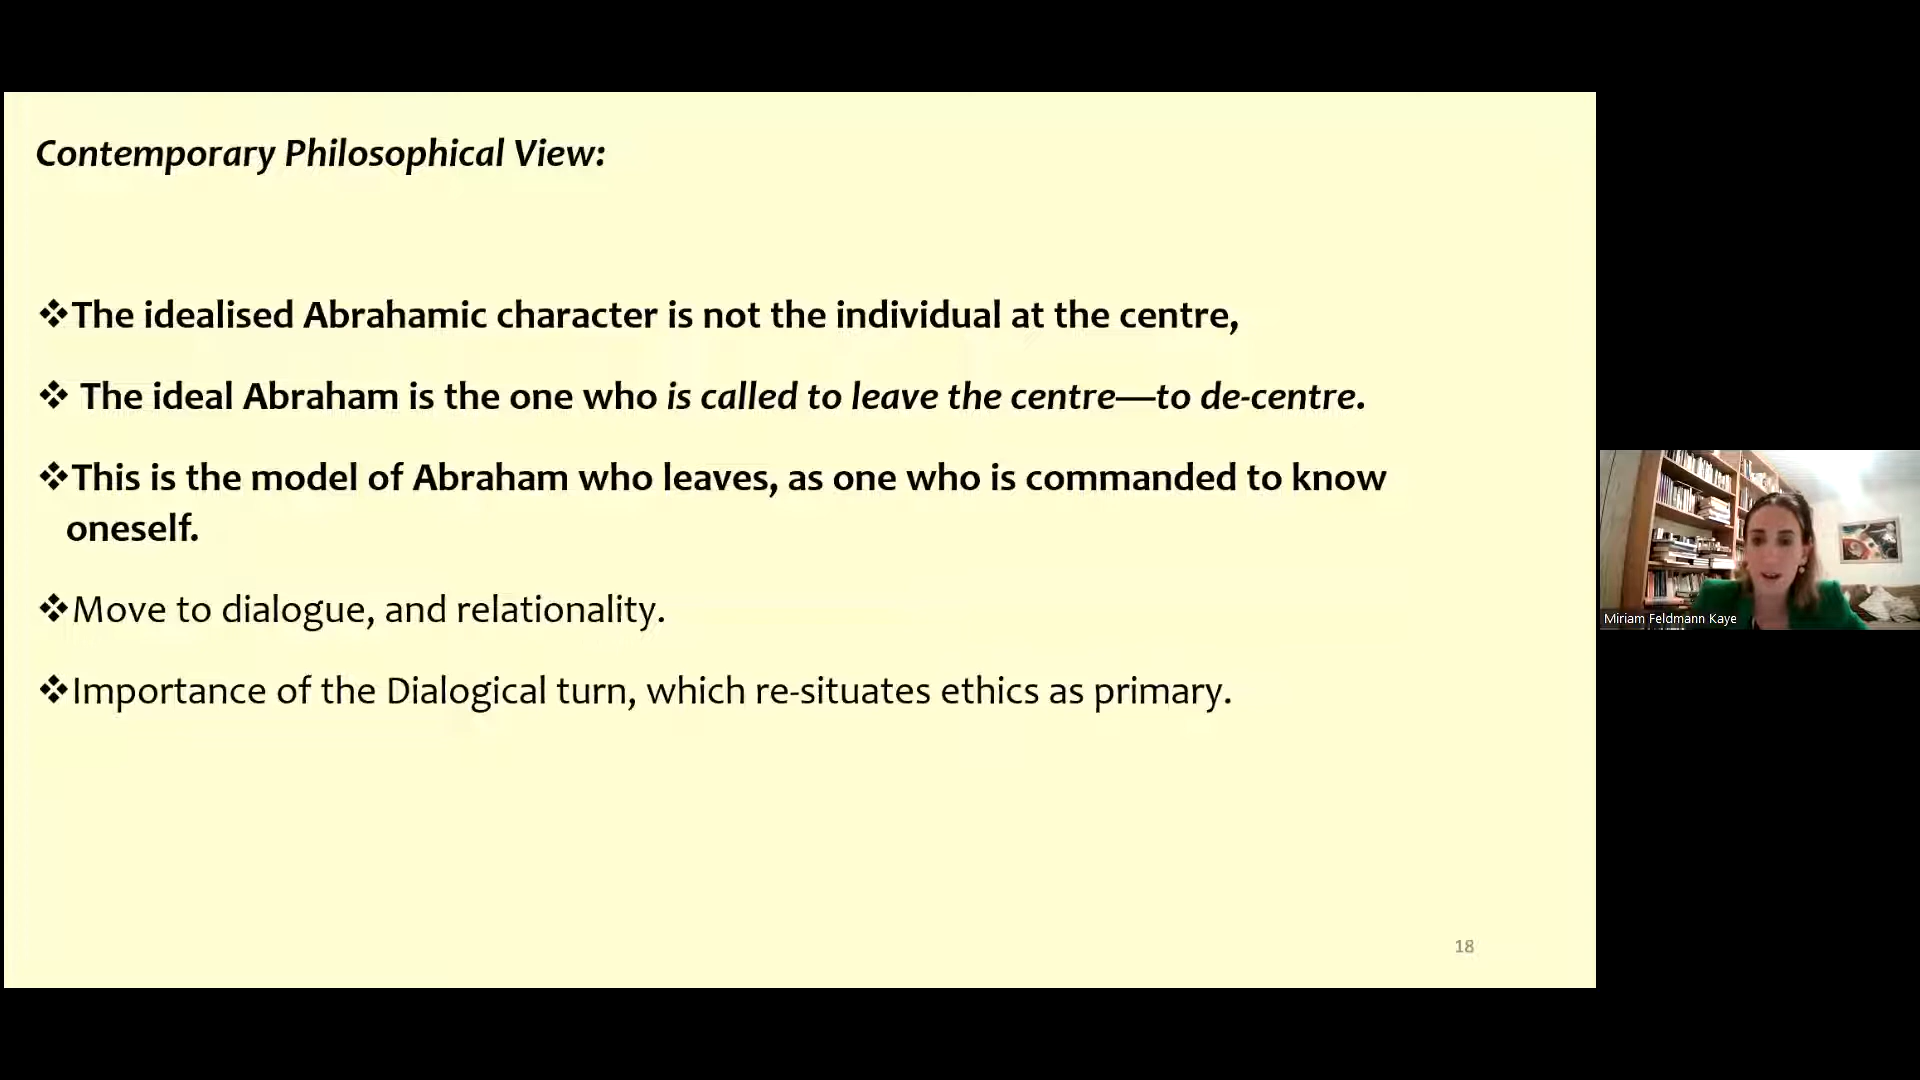 Contemporary Philosophical View:
❖The idealised Abrahamic character is not the individual at the centre,
❖ The ideal Abraham is the one who is called to leave the centre—to de-centre.
❖This is the model of Abraham who leaves, as one who is commanded to know
oneself.
❖Move to dialogue, and relationality.
❖Importance of the Dialogical turn, which re-situates ethics as primary.
18
Miriam Feldmann Kaye